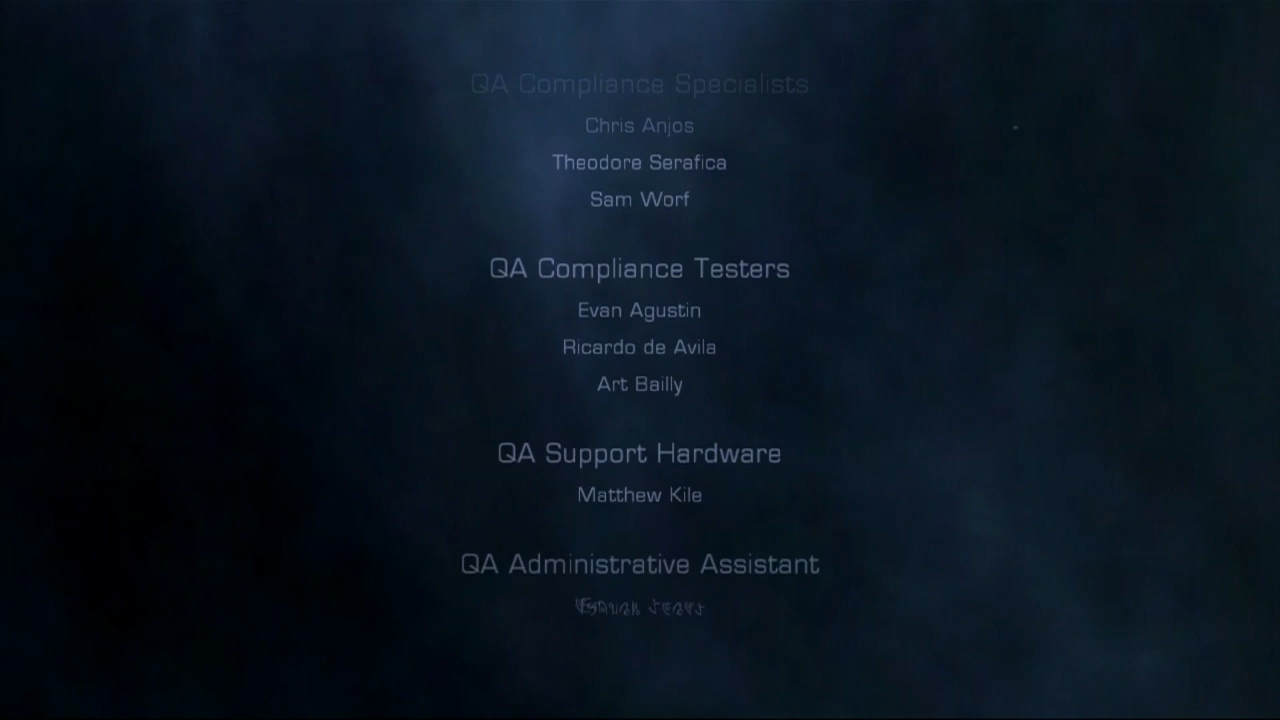 QA Compliance Specialists
Chris Anjos
Theodore Serafica
Sam Worf
QA Compliance Testers
Evan Agustin
Ricardo de Avila
Art Bailly
QA Support Hardware
Matthew Kile
QA Administrative Assistant